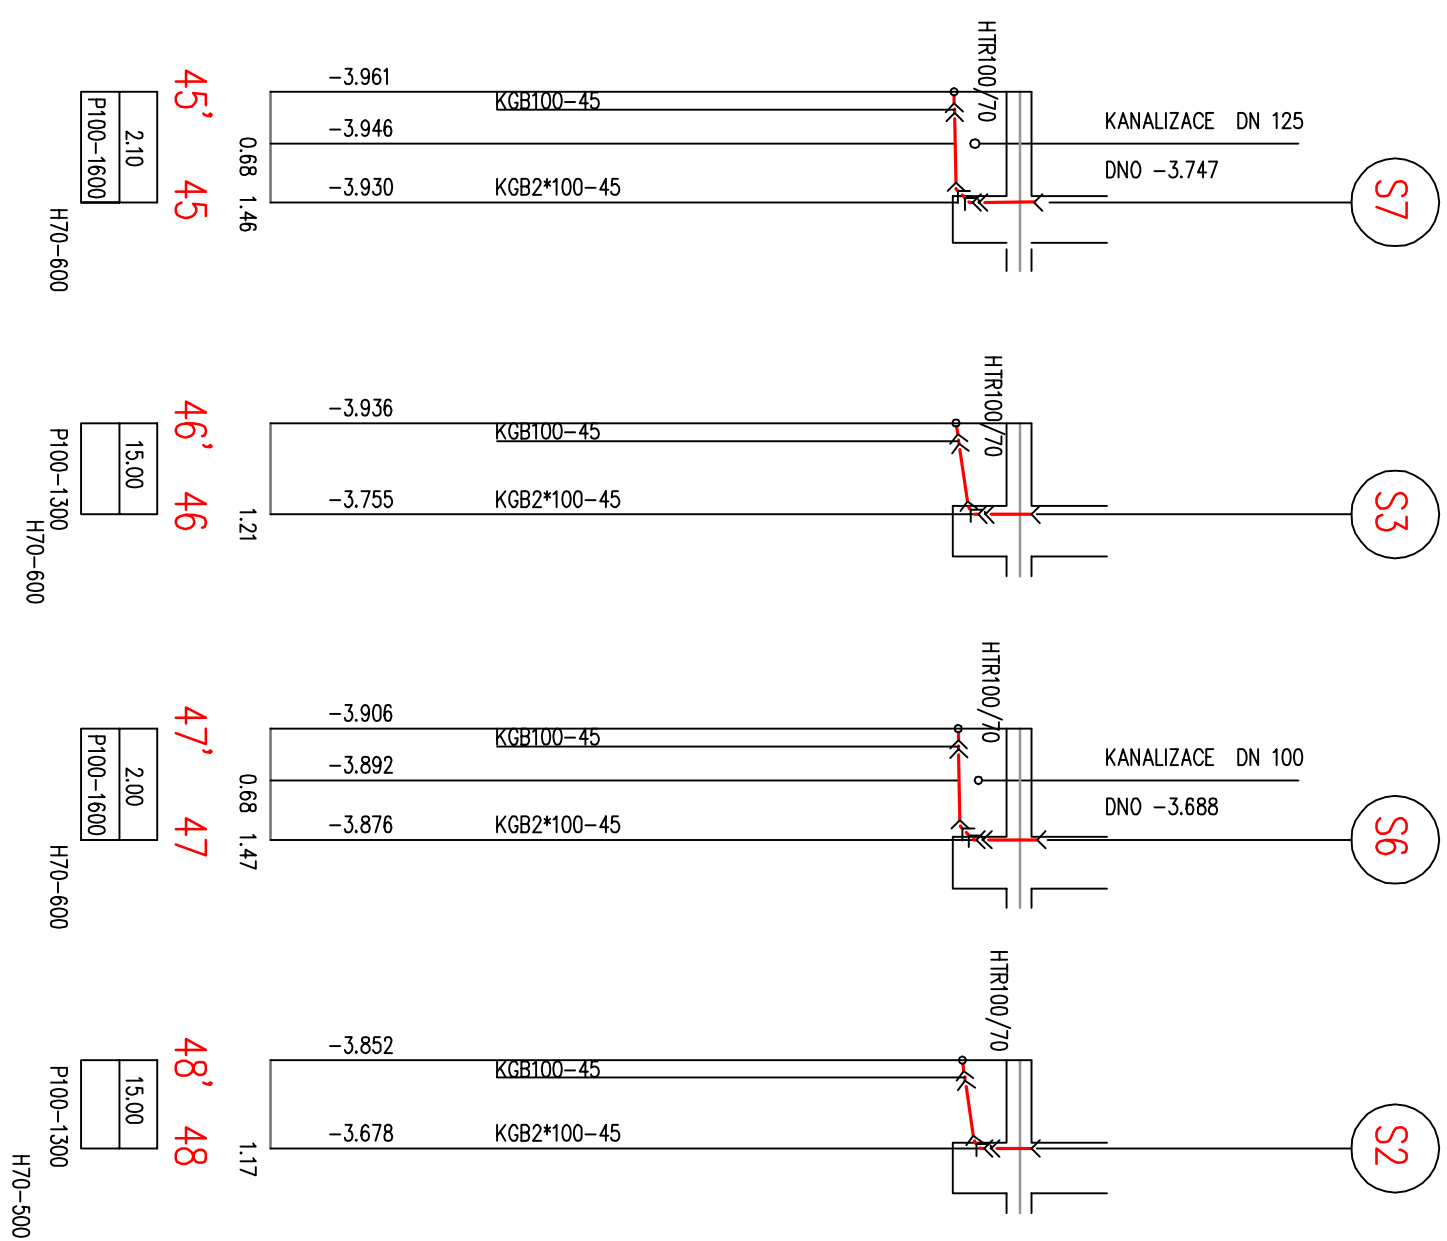 HTR100/70
-3.961
KGB100-45
KANALIZACE DN 125
-3.946
DNO -3.747
-3.930
KGB2*100-45
S7
45'
45
0.68
1.46
2.10
P100-1600
H70-600
HTR100/70
-3.936
KGB100-45
-3.755
KGB2*100-45
S3
46'
46
1.21
15.00
P100-1300
H70-600
HTR100/70
-3.906
KGB100-45
KANALIZACE DN 100
-3.892
DNO -3.688
-3.876
KGB2*100-45
S6
47'
47
0.68
1.47
2.00
P100-1600
H70-600
HTR100/70
-3.852
KGB100-45
-3.678
KGB2*100-45
S2
48'
48
1.17
15.00
P100-1300
H70-500